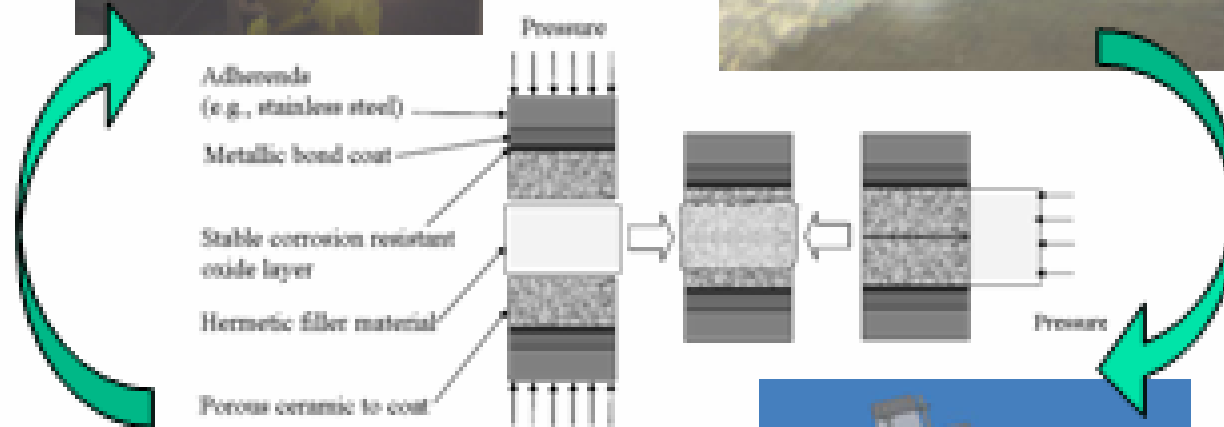 Pressure
Adherends
(e.g., stainless steel)
Metallic bond coat
Stable corrosion resistant
oxide layer
Hermetic filler material
Pressure
Porous ceramic to coat